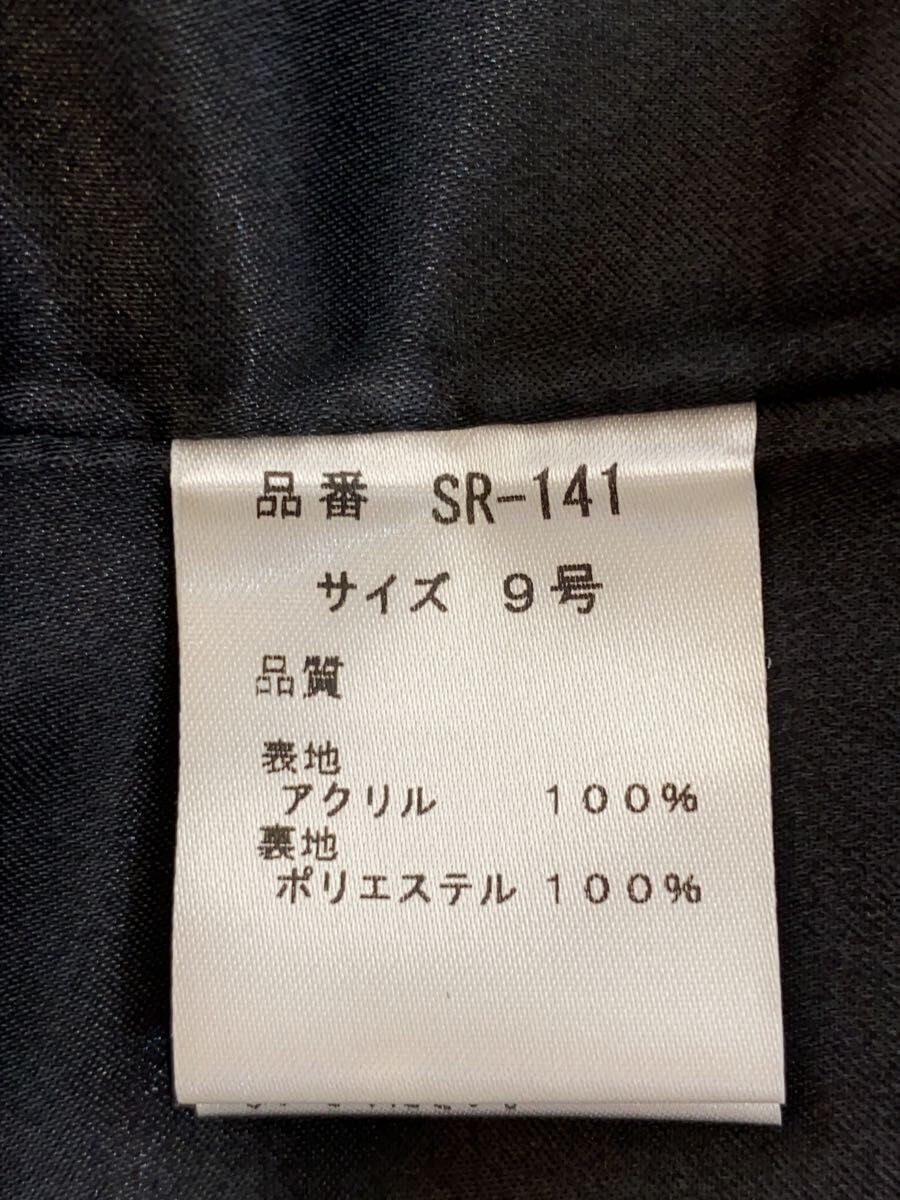 品番 SR-141
サイズ 9号
品質
表地
アクリル 100%
裏地
ポリエステル 100%